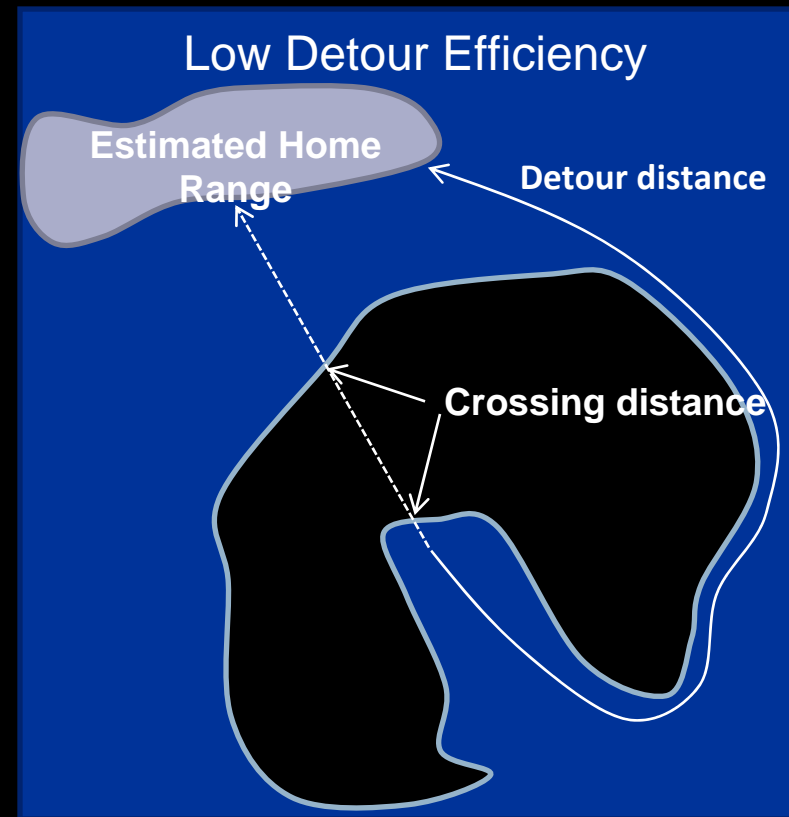 Low Detour Efficiency
Estimated Home
Range
Detour distance
Crossing distance